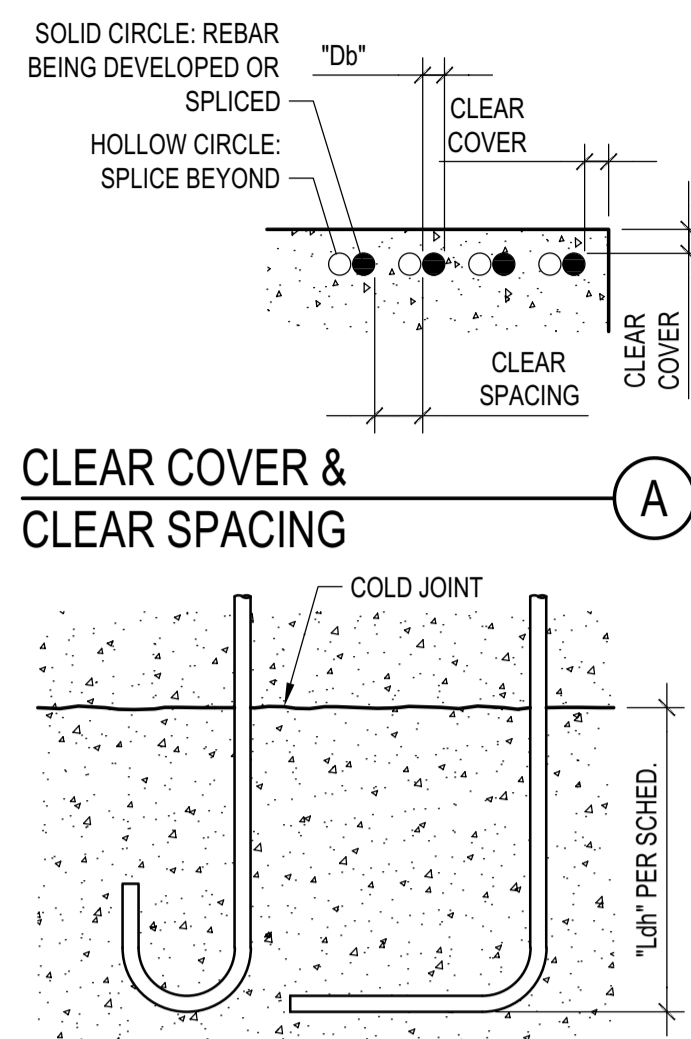 SOLID CIRCLE: REBAR
BEING DEVELOPED OR
SPLICED
HOLLOW CIRCLE:
SPLICE BEYOND
"Db"
CLEAR
COVER
CLEAR
COVER
CLEAR
SPACING
CLEAR COVER &
CLEAR SPACING
A
COLD JOINT
"Ldh" PER SCHED.